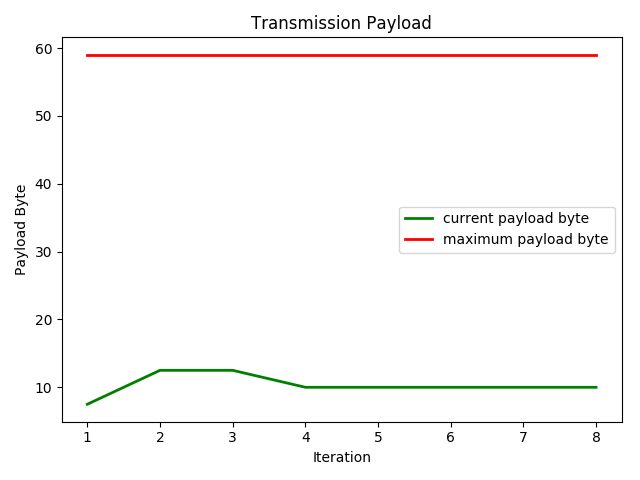 Transmission Payload
60
50
40
30
20
10
Payload Byte
current payload byte
maximum payload byte
1 2 3 4 5 6 7 8
Iteration